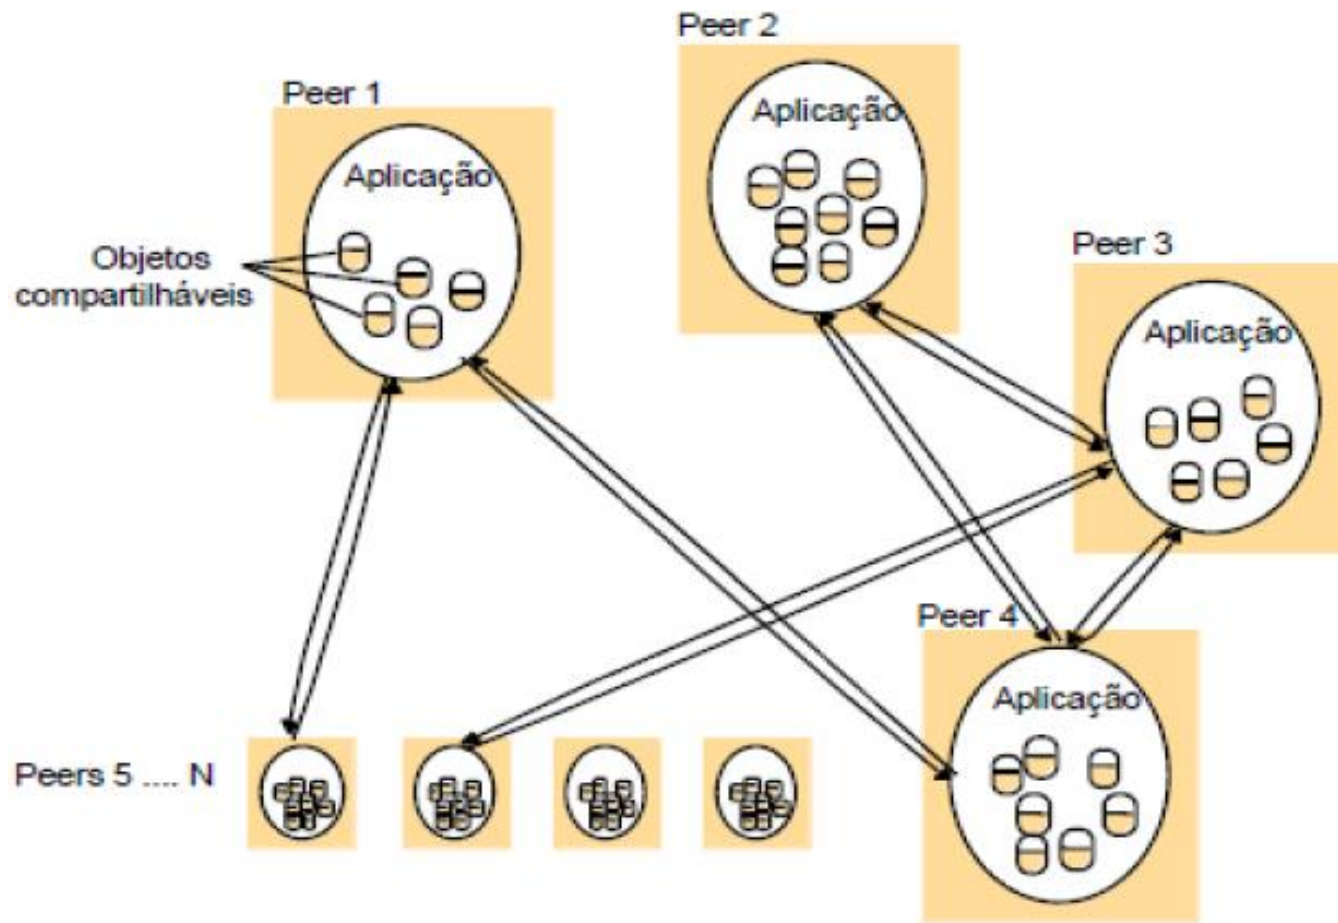 Peer 2
Peer 1
Aplicação
Aplicação
Peer 3
Objetos
compartilháveis
Aplicação
Peer 4
Aplicação
Peers 5 .... N